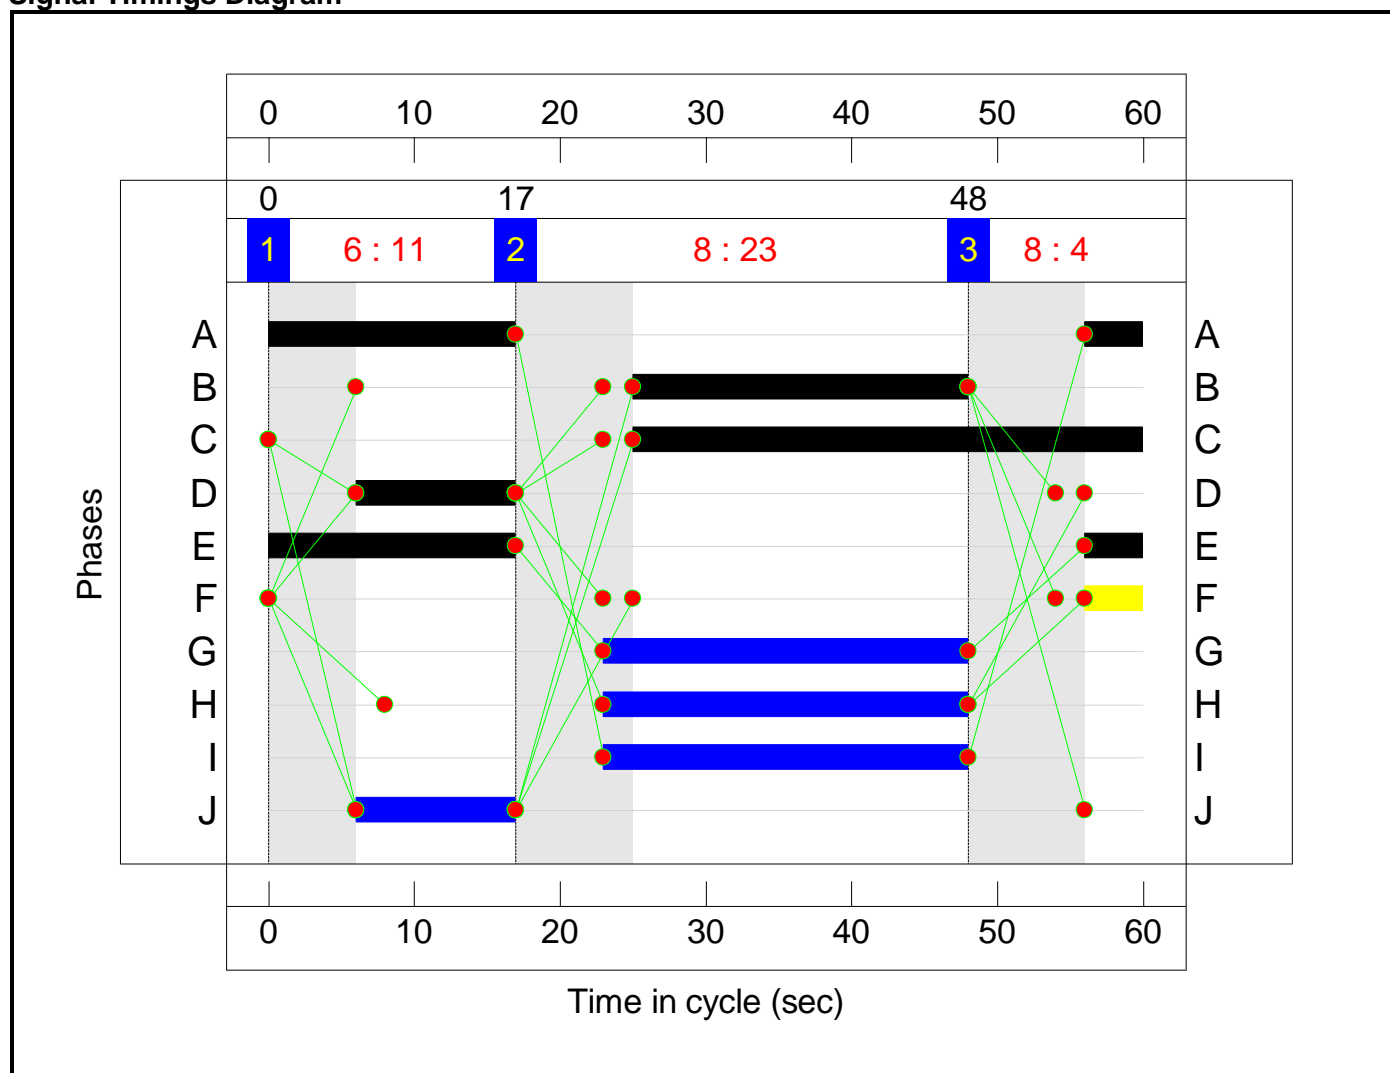 Signal Timings Diagram
0 10 20 30 40 50 60
0 17 48
1 6 : 11 2 8 : 23 3 8 : 4
A A
B B
C C
D D
E E
Phases
F F
G G
H H
I I
J J
0 10 20 30 40 50 60
Time in cycle (sec)